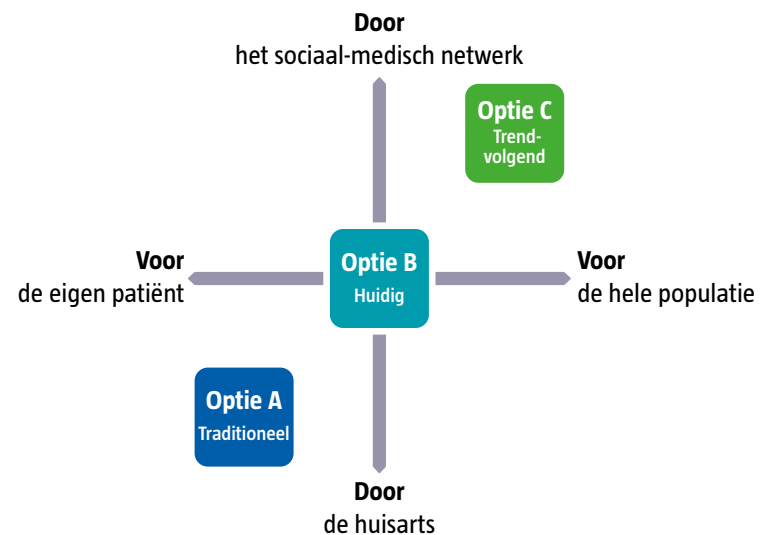 Door
het sociaal-medisch netwerk
Optie C
Trend-
volgend
Voor
de eigen patiënt
Optie B
Huidig
Voor
de hele populatie
Optie A
Traditioneel
Door
de huisarts